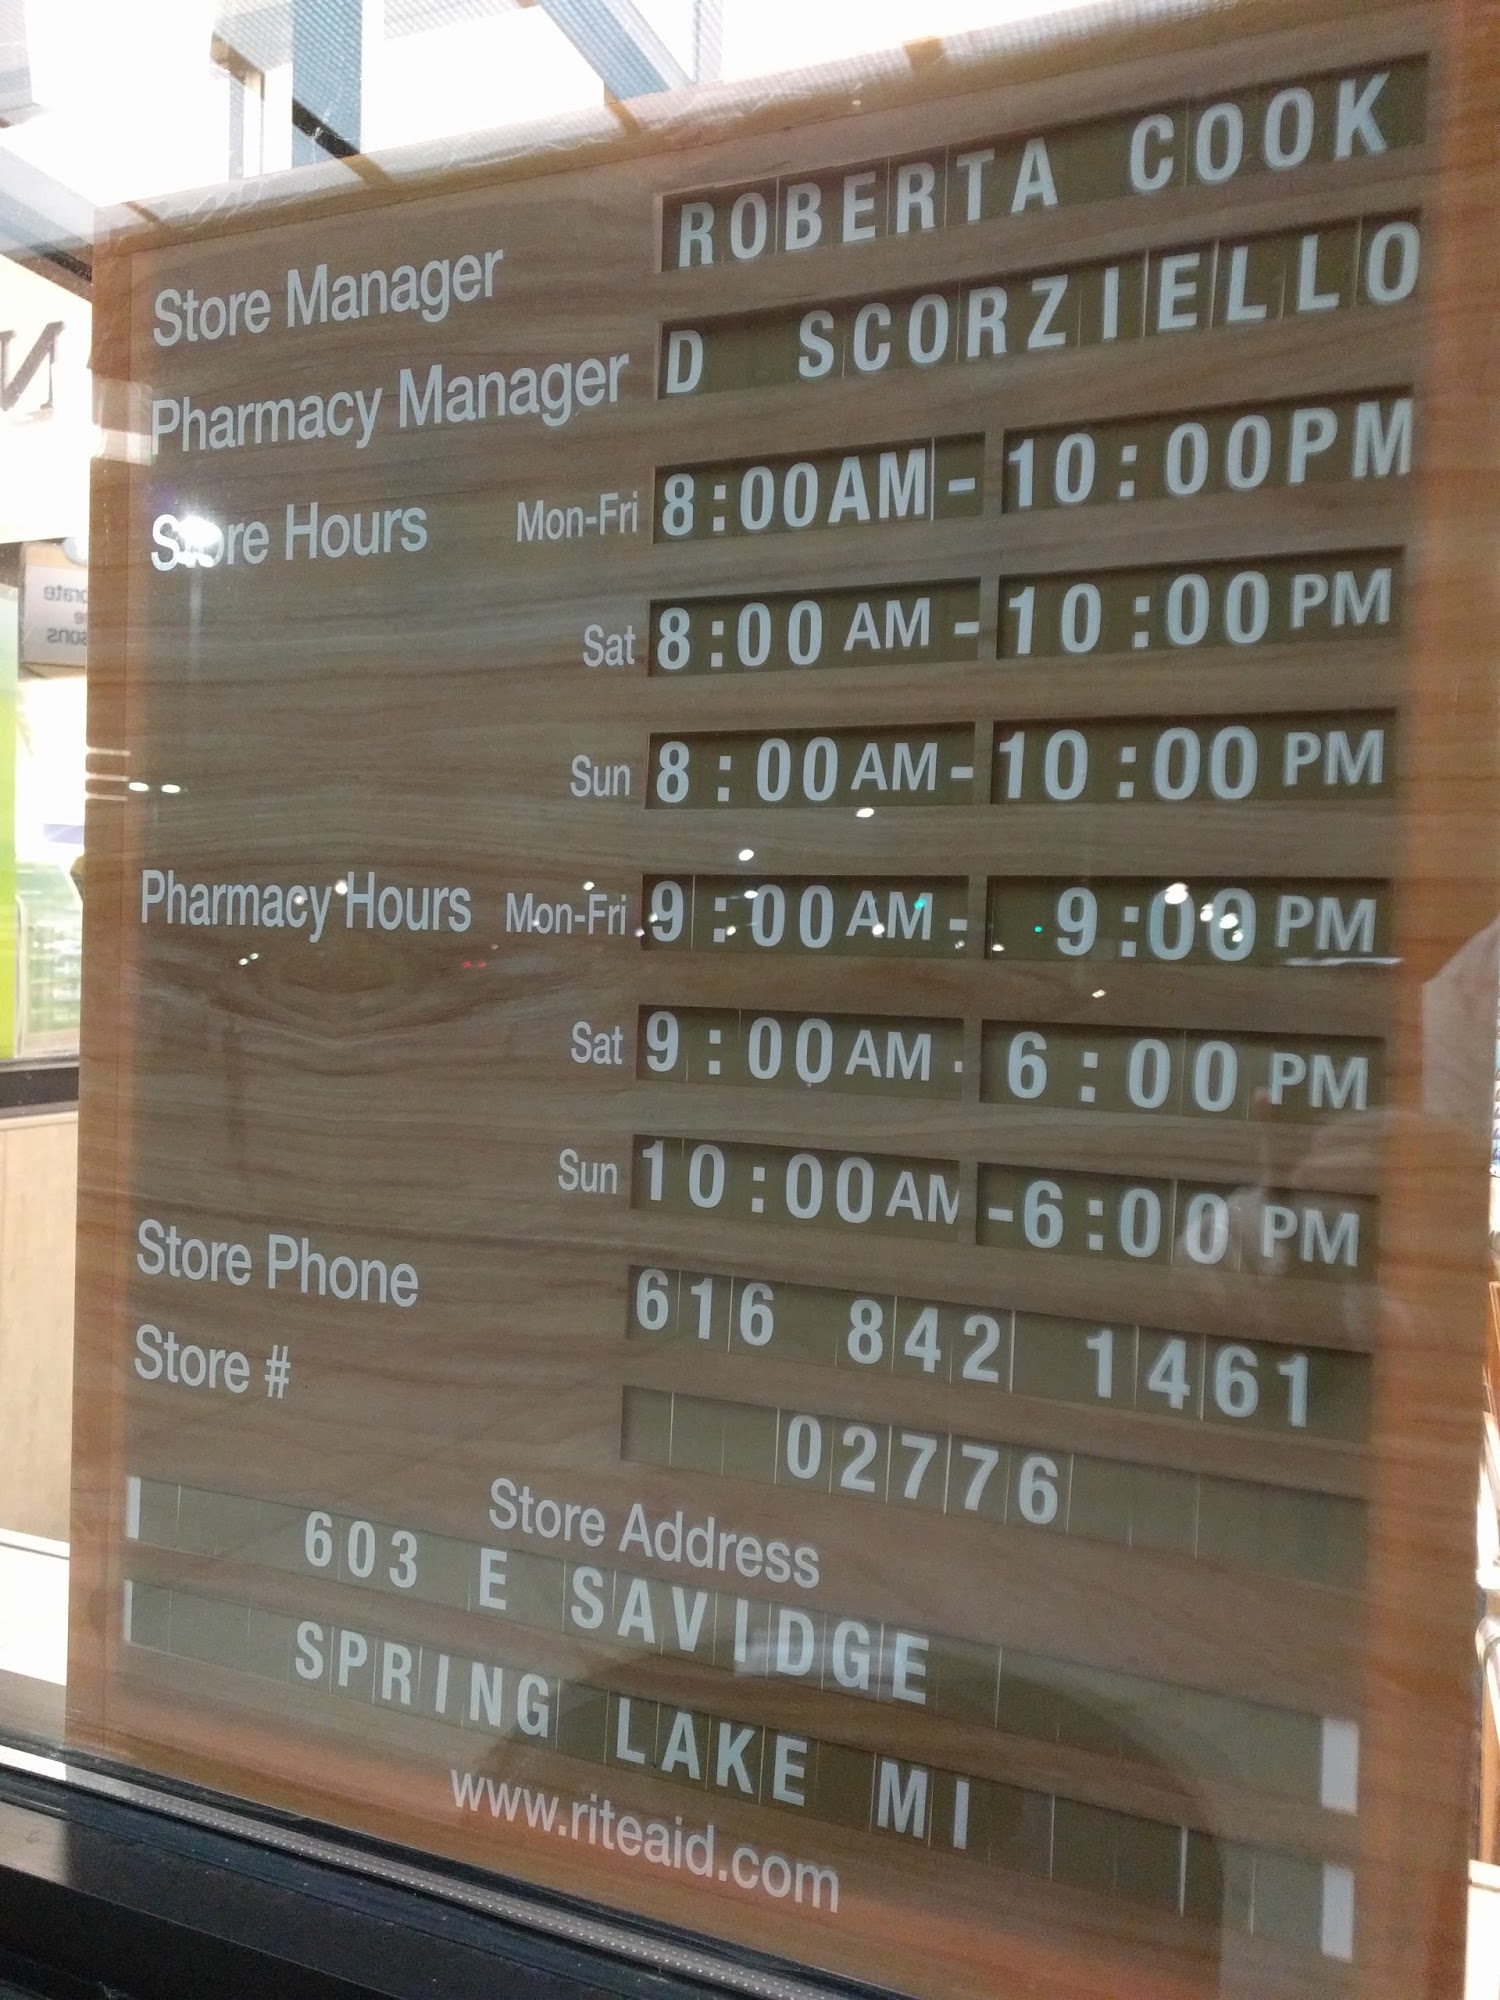 Store Manager ROBERTA COOK
Pharmacy Manager D SCORZIELLO
Store Hours Mon-Fri 8:00AM - 10:00PM
Sat 8:00 AM - 10:00 PM
Sun 8:00 AM - 10:00 PM
Pharmacy Hours Mon-Fri 9:00 AM - 9:00 PM
Sat 9:00 AM - 6:00 PM
Sun 10:00 AM - 6:00 PM
Store Phone 616 842 1461
Store # 02776
Store Address
603 E SAVIDGE
SPRING LAKE MI
www.riteaid.com